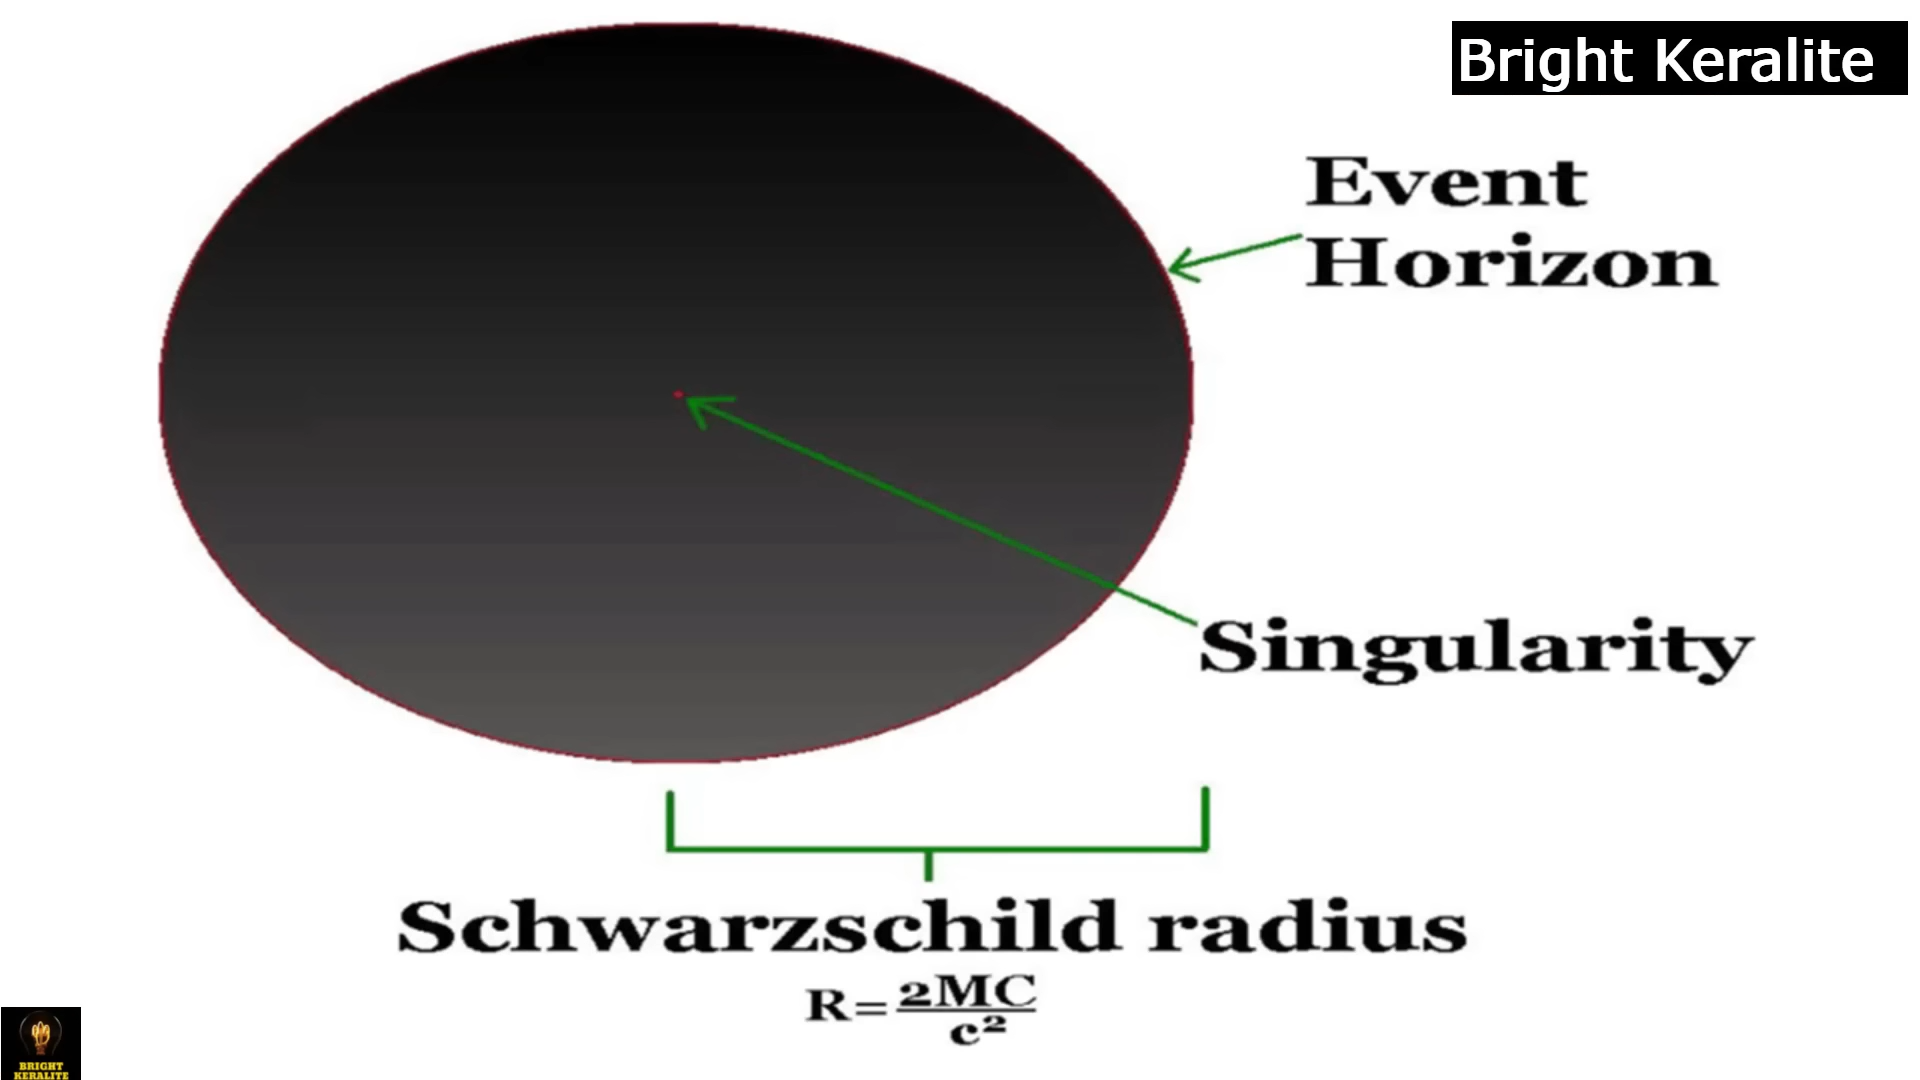 Bright Keralite
Event
Horizon
Singularity
Schwarzschild radius
R=2MC/c²
BRIGHT
KERALITE